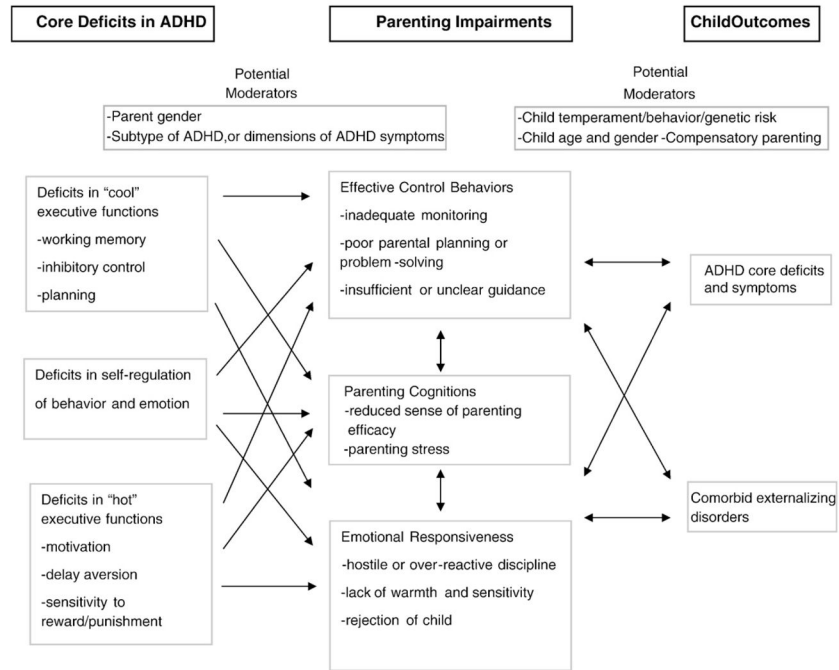 Core Deficits in ADHD
Parenting Impairments
ChildOutcomes
Potential
Moderators
-Parent gender
-Subtype of ADHD,or dimensions of ADHD symptoms
Potential
Moderators
-Child temperament/behavior/genetic risk
-Child age and gender -Compensatory parenting
Deficits in “cool”
executive functions
-working memory
-inhibitory control
-planning
Deficits in self-regulation
of behavior and emotion
Deficits in “hot”
executive functions
-motivation
-delay aversion
-sensitivity to
reward/punishment
Effective Control Behaviors
-inadequate monitoring
-poor parental planning or
problem -solving
-insufficient or unclear guidance
Parenting Cognitions
-reduced sense of parenting
efficacy
-parenting stress
Emotional Responsiveness
-hostile or over-reactive discipline
-lack of warmth and sensitivity
-rejection of child
ADHD core deficits
and symptoms
Comorbid externalizing
disorders